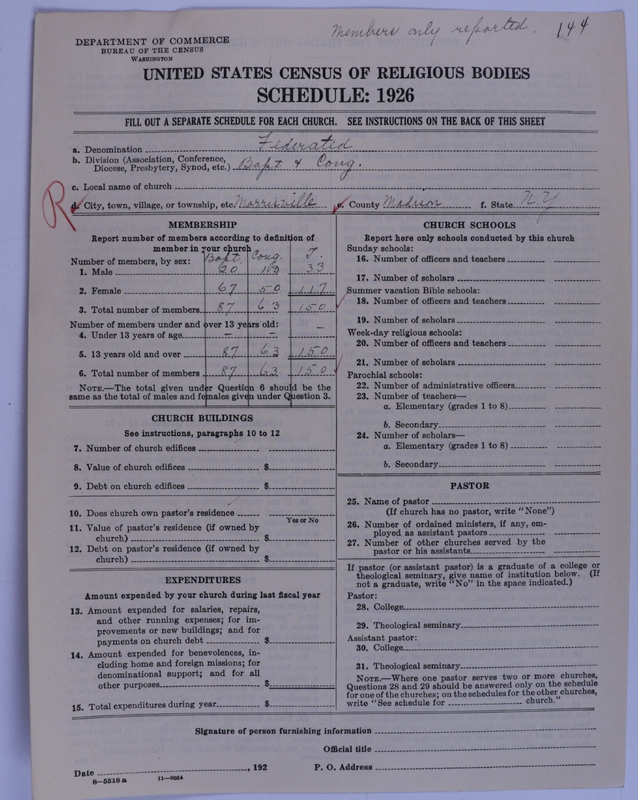 Members only reported. 144
DEPARTMENT OF COMMERCE
BUREAU OF THE CENSUS
WASHINGTON
UNITED STATES CENSUS OF RELIGIOUS BODIES
SCHEDULE: 1926
FILL OUT A SEPARATE SCHEDULE FOR EACH CHURCH. SEE INSTRUCTIONS ON THE BACK OF THIS SHEET
a. Denomination Federated
b. Division (Association, Conference,
Diocese, Presbytery, Synod, etc.) Bapt & Cong.
c. Local name of church
R
d. City, town, village, or township, etc. Morrisville e. County Madison f. State N.Y.
MEMBERSHIP
Report number of members according to definition of
member in your church
Number of members, by sex: Bapt. Cong. T.
1. Male 20 13 33
2. Female 67 50 117
3. Total number of members 87 63 150
Number of members under and over 13 years old:
4. Under 13 years of age – – –
5. 13 years old and over 87 63 150
6. Total number of members 87 63 150
NOTE.—The total given under Question 6 should be the
same as the total of males and females given under Question 3.
CHURCH BUILDINGS
See instructions, paragraphs 10 to 12
7. Number of church edifices
8. Value of church edifices $
9. Debt on church edifices $
10. Does church own pastor's residence
Yes or No
11. Value of pastor's residence (if owned by
church) $
12. Debt on pastor's residence (if owned by
church) $
EXPENDITURES
Amount expended by your church during last fiscal year
13. Amount expended for salaries, repairs,
and other running expenses; for im-
provements or new buildings; and for
payments on church debt $
14. Amount expended for benevolences, in-
cluding home and foreign missions; for
denominational support; and for all
other purposes $
15. Total expenditures during year $
CHURCH SCHOOLS
Report here only schools conducted by this church
Sunday schools:
16. Number of officers and teachers
17. Number of scholars
Summer vacation Bible schools:
18. Number of officers and teachers
19. Number of scholars
Week-day religious schools:
20. Number of officers and teachers
21. Number of scholars
Parochial schools:
22. Number of administrative officers
23. Number of teachers—
a. Elementary (grades 1 to 8)
b. Secondary
24. Number of scholars—
a. Elementary (grades 1 to 8)
b. Secondary
PASTOR
25. Name of pastor
(If church has no pastor, write "None")
26. Number of ordained ministers, if any, em-
ployed as assistant pastors
27. Number of other churches served by the
pastor or his assistants
If pastor (or assistant pastor) is a graduate of a college or
theological seminary, give name of institution below. (If
not a graduate, write "No" in the space indicated.)
Pastor:
28. College
29. Theological seminary
Assistant pastor:
30. College
31. Theological seminary
NOTE.—Where one pastor serves two or more churches,
Questions 28 and 29 should be answered only on the schedule
for one of the churches; on the schedules for the other churches,
write "See schedule for church."
Signature of person furnishing information
Official title
Date , 192 P. O. Address
8—5518 a 11—9064